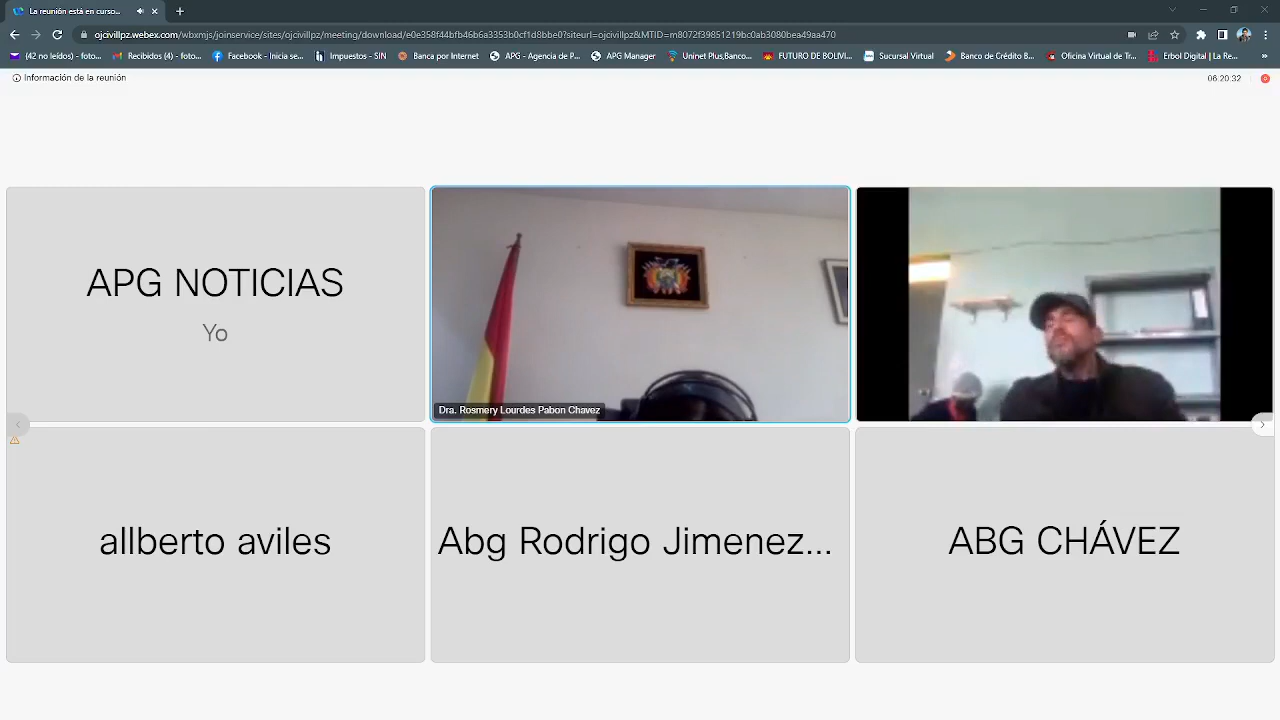 La reunión está en curso...
ojcivillpz.webex.com/wbxmjs/joinservice/sites/ojcivillpz/meeting/download/e0e358f44bfb46b6a3353d0cf1d6bbe0?siteurl=ojcivillpz&MTID=m8072f39851219bc0ab3080bea49aa470
(42 no leído) - foto...
Recibidos (4) - foto...
Facebook - Inicia se...
Impuestos - SIN
Banca por Internet
APG - Agencia de P...
APG Manager
Uninet Plus,Banco...
FUTURO DE BOLIVI...
Sucursal Virtual
Banco de Crédito B...
Oficina Virtual de Tr...
Erbol Digital | La Re...
Información de la reunión
06:20:32
APG NOTICIAS
Yo
Dra. Rosmery Lourdes Pabon Chavez
allberto aviles
Abg Rodrigo Jimenez...
ABG CHÁVEZ